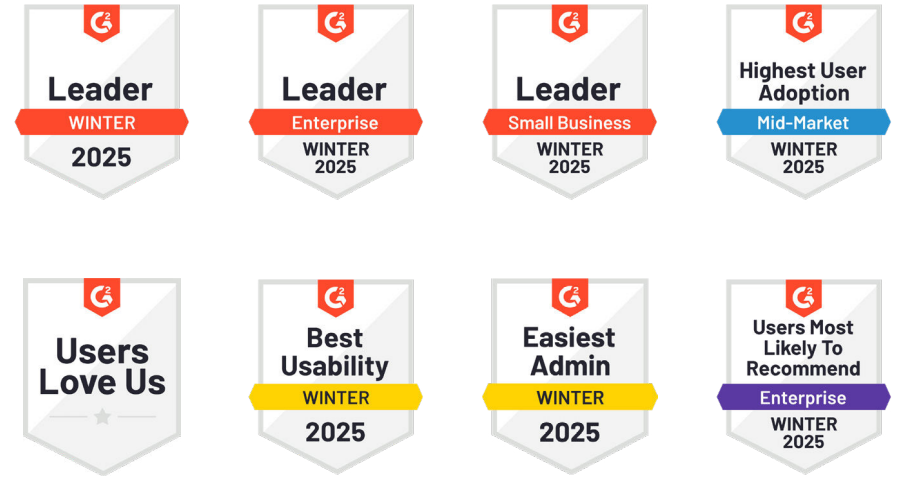 G2
Leader
WINTER
2025
G2
Leader
Enterprise
WINTER
2025
G2
Leader
Small Business
WINTER
2025
G2
Highest User
Adoption
Mid-Market
WINTER
2025
G2
Users
Love Us
G2
Best
Usability
WINTER
2025
G2
Easiest
Admin
WINTER
2025
G2
Users Most
Likely To
Recommend
Enterprise
WINTER
2025